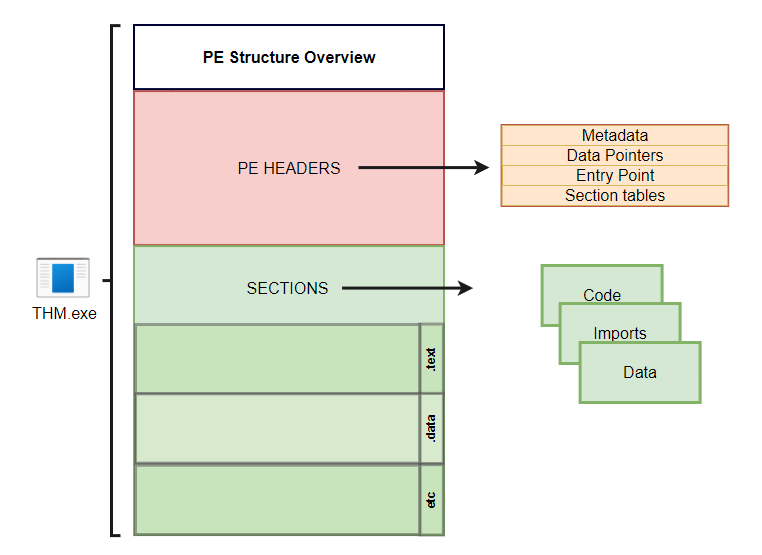 PE Structure Overview
PE HEADERS
Metadata
Data Pointers
Entry Point
Section tables
THM.exe
SECTIONS
Code
Imports
Data
.text
.data
etc